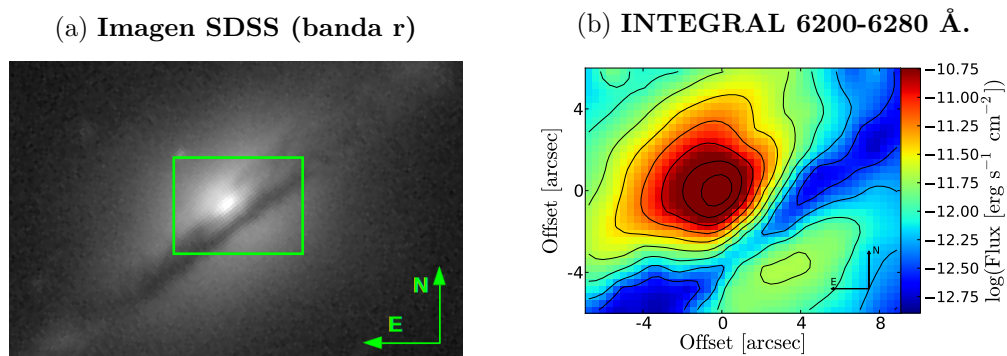 (a) Imagen SDSS (banda r)
N
E
(b) INTEGRAL 6200-6280 Å.
Offset [arcsec]
4
0
-4
-4
0
4
8
Offset [arcsec]
N
E
-10.75
-11.00
-11.25
-11.50
-11.75
-12.00
-12.25
-12.50
-12.75
log(Flux [erg s⁻¹ cm⁻²])